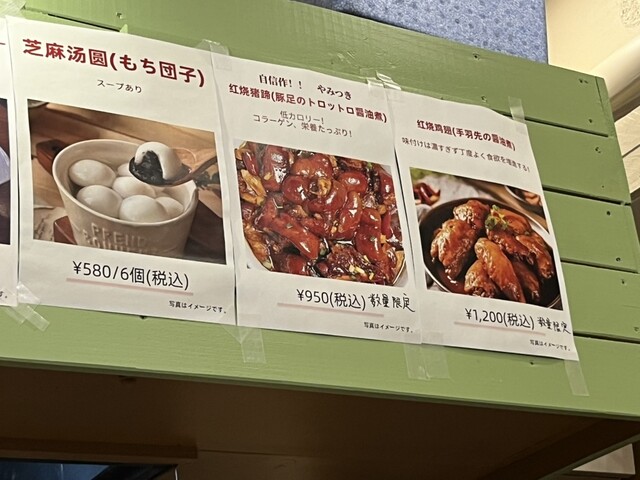 芝麻汤圆(もち団子)
スープあり
¥580/6個(税込)
写真はイメージです。
自信作!! やみつき
红烧猪蹄(豚足のトロットロ醤油煮)
低カロリー!
コラーゲン、栄養たっぷり!
¥950(税込) 数量限定
写真はイメージです。
红烧鸡翅(手羽先の醤油煮)
味付けは濃すぎず丁度よく食欲を増進する!
¥1,200(税込) 数量限定
写真はイメージです。